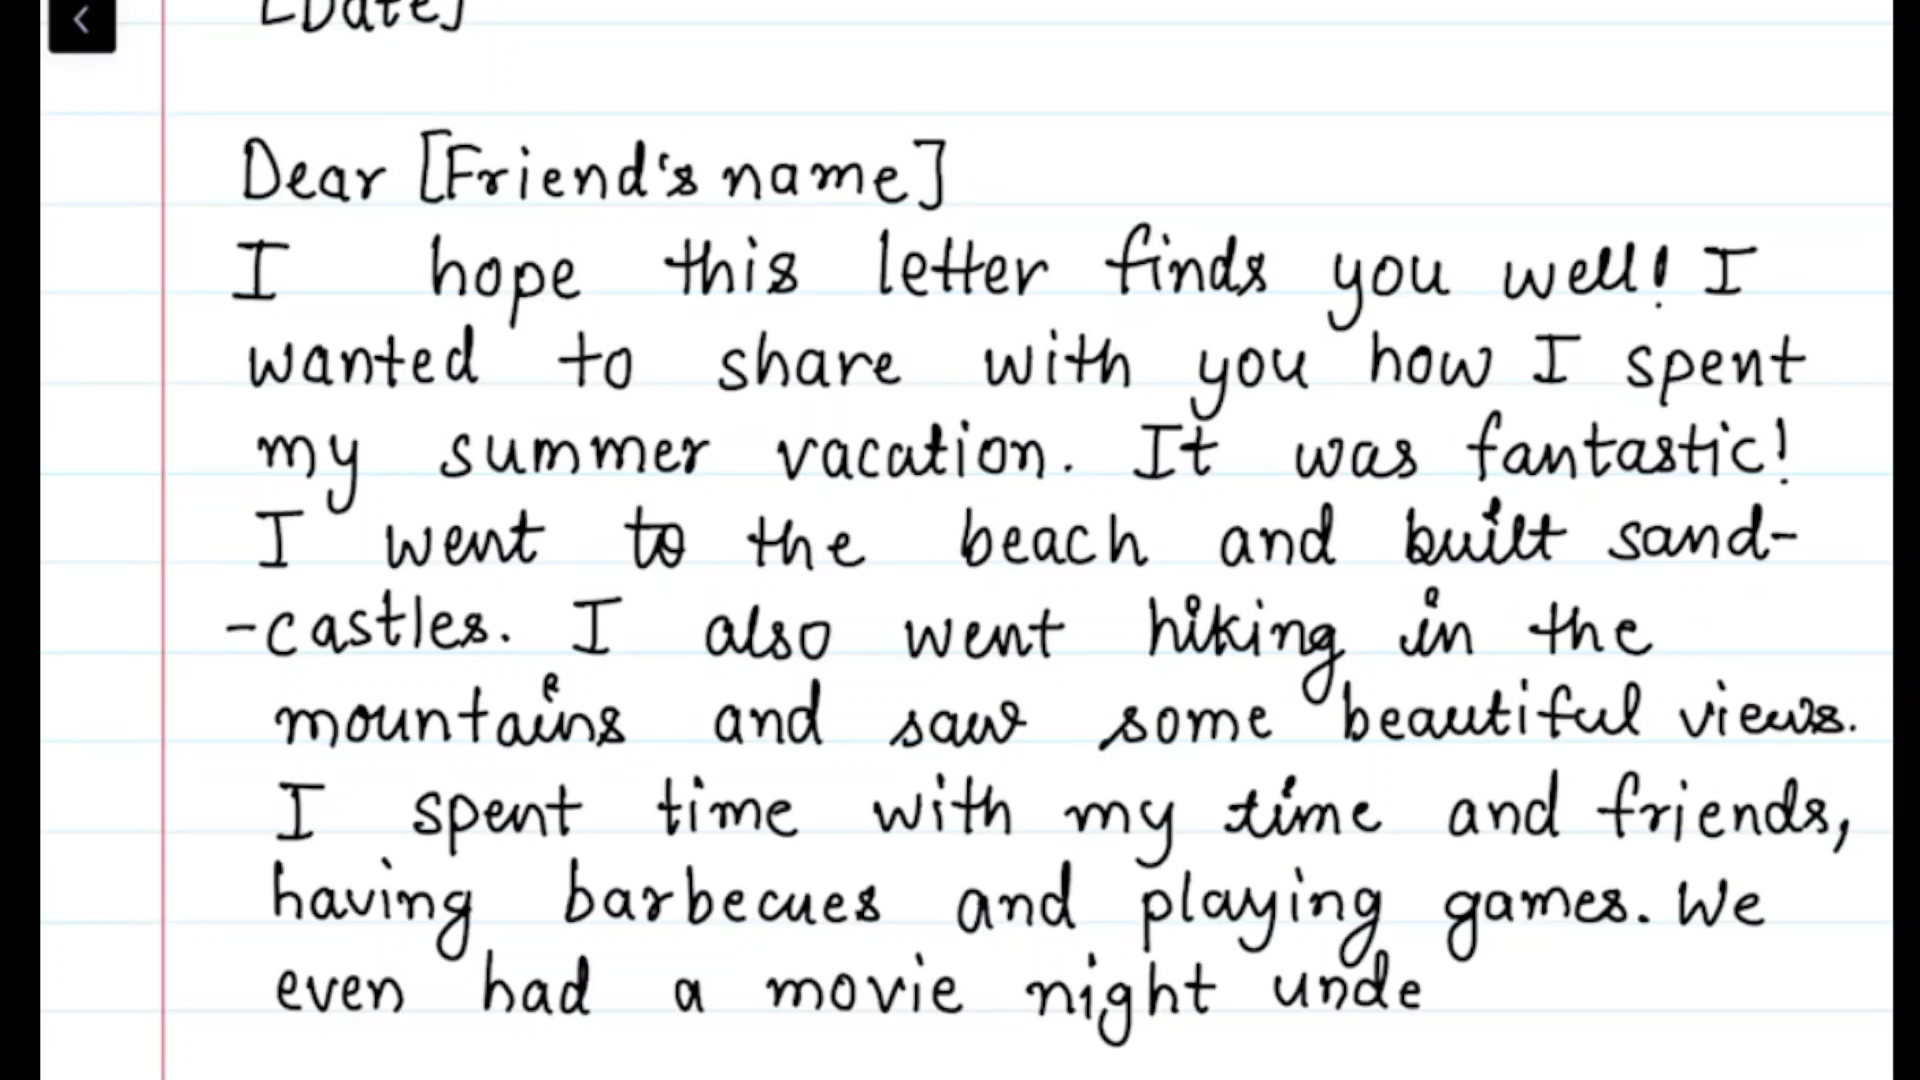 [Date]
Dear [Friend's name]
I hope this letter finds you well! I
wanted to share with you how I spent
my summer vacation. It was fantastic!
I went to the beach and built sand-
-castles. I also went hiking in the
mountains and saw some beautiful views.
I spent time with my time and friends,
having barbecues and playing games. We
even had a movie night unde